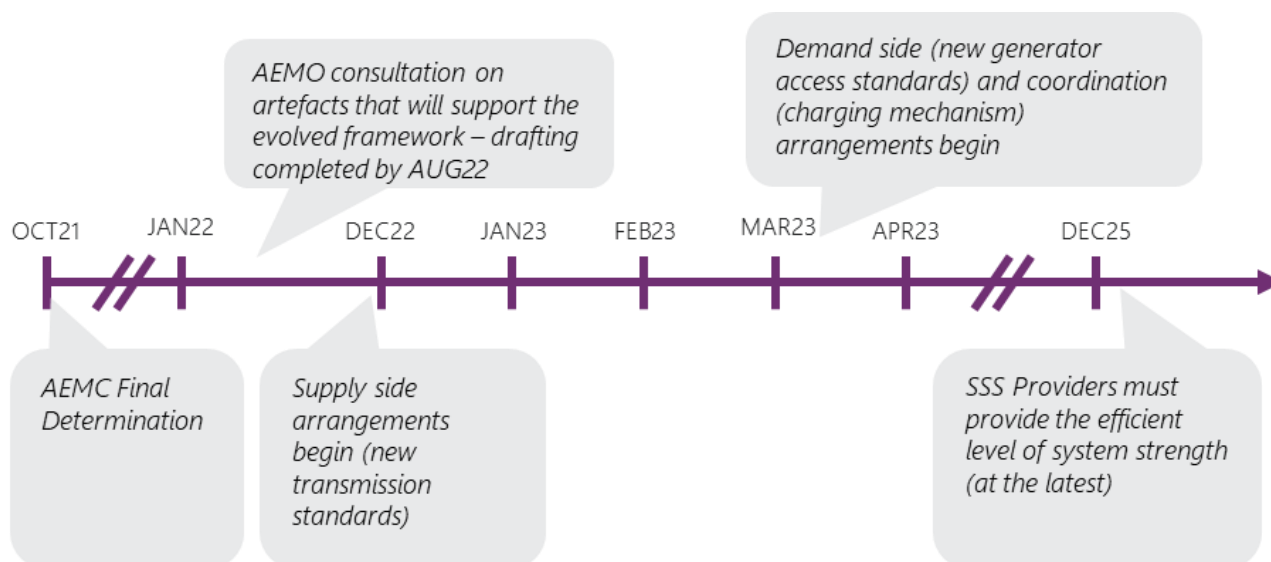 AEMO consultation on
artefacts that will support the
evolved framework – drafting
completed by AUG22
Demand side (new generator
access standards) and coordination
(charging mechanism)
arrangements begin
OCT21
JAN22
DEC22
JAN23
FEB23
MAR23
APR23
DEC25
AEMC Final
Determination
Supply side
arrangements
begin (new
transmission
standards)
SSS Providers must
provide the efficient
level of system strength
(at the latest)